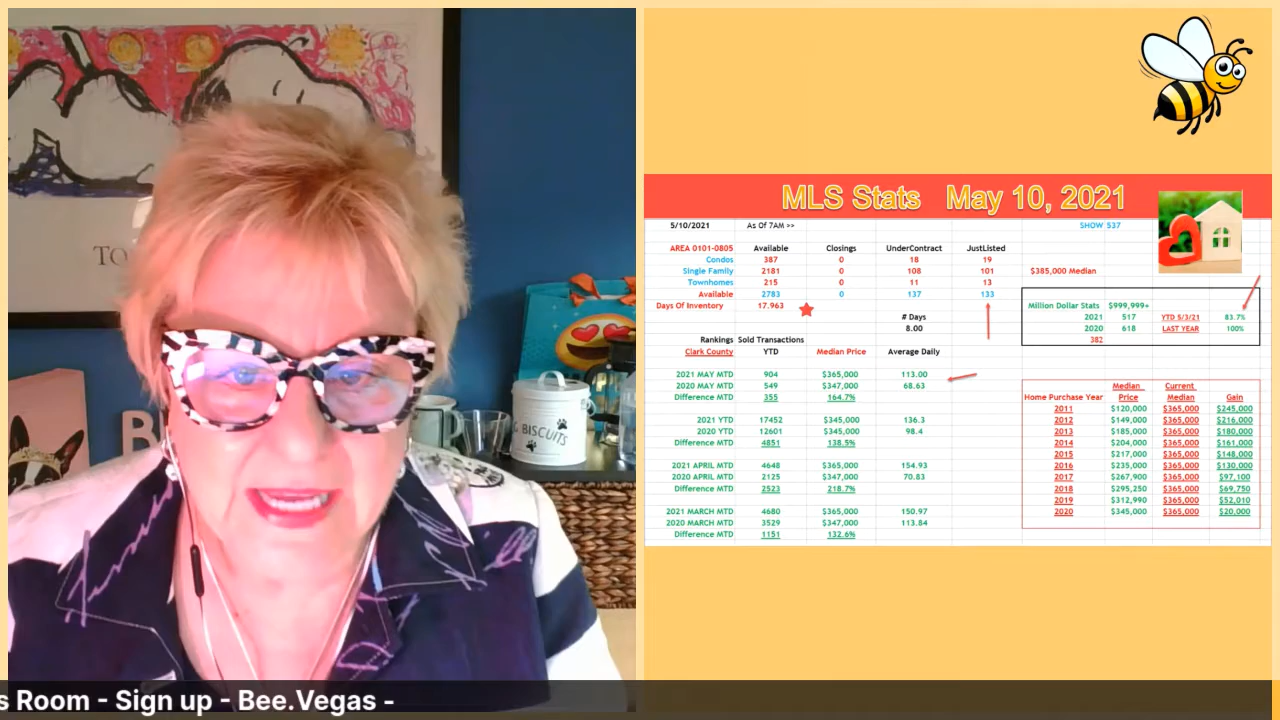 TO
B
& BISCUITS
s Room - Sign up - Bee.Vegas -
MLS Stats May 10, 2021
5/10/2021 As Of 7AM >> SHOW 537
AREA 0101-0805 Available Closings UnderContract JustListed
Condos 387 0 18 19
Single Family 2181 0 108 101 $385,000 Median
Townhomes 215 0 11 13
Available 2783 0 137 133
Days Of Inventory 17.963
Million Dollar Stats $999,999+
# Days 2021 517 YTD 5/3/21 83.7%
8.00 2020 618 LAST YEAR 100%
Rankings Sold Transactions 382
Clark County YTD Median Price Average Daily
2021 MAY MTD 904 $365,000 113.00
2020 MAY MTD 549 $347,000 68.63
Difference MTD 355 164.7%
2021 YTD 17452 $345,000 136.3
2020 YTD 12601 $345,000 98.4
Difference MTD 4851 138.5%
2021 APRIL MTD 4648 $365,000 154.93
2020 APRIL MTD 2125 $347,000 70.83
Difference MTD 2523 218.7%
2021 MARCH MTD 4680 $365,000 150.97
2020 MARCH MTD 3529 $347,000 113.84
Difference MTD 1151 132.6%
Median Current
Home Purchase Year Price Median Gain
2011 $120,000 $365,000 $245,000
2012 $149,000 $365,000 $216,000
2013 $185,000 $365,000 $180,000
2014 $204,000 $365,000 $161,000
2015 $217,000 $365,000 $148,000
2016 $235,000 $365,000 $130,000
2017 $267,900 $365,000 $97,100
2018 $295,250 $365,000 $69,750
2019 $312,990 $365,000 $52,010
2020 $345,000 $365,000 $20,000